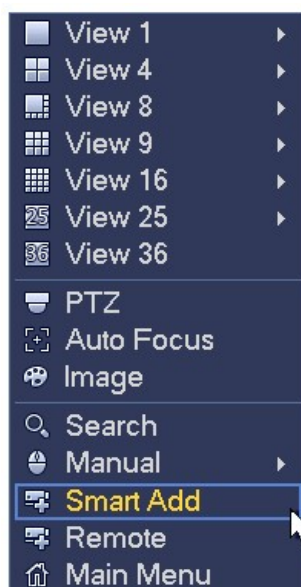 View 1
View 4
View 8
View 9
View 16
25 View 25
36 View 36
PTZ
Auto Focus
Image
Search
Manual
Smart Add
Remote
Main Menu